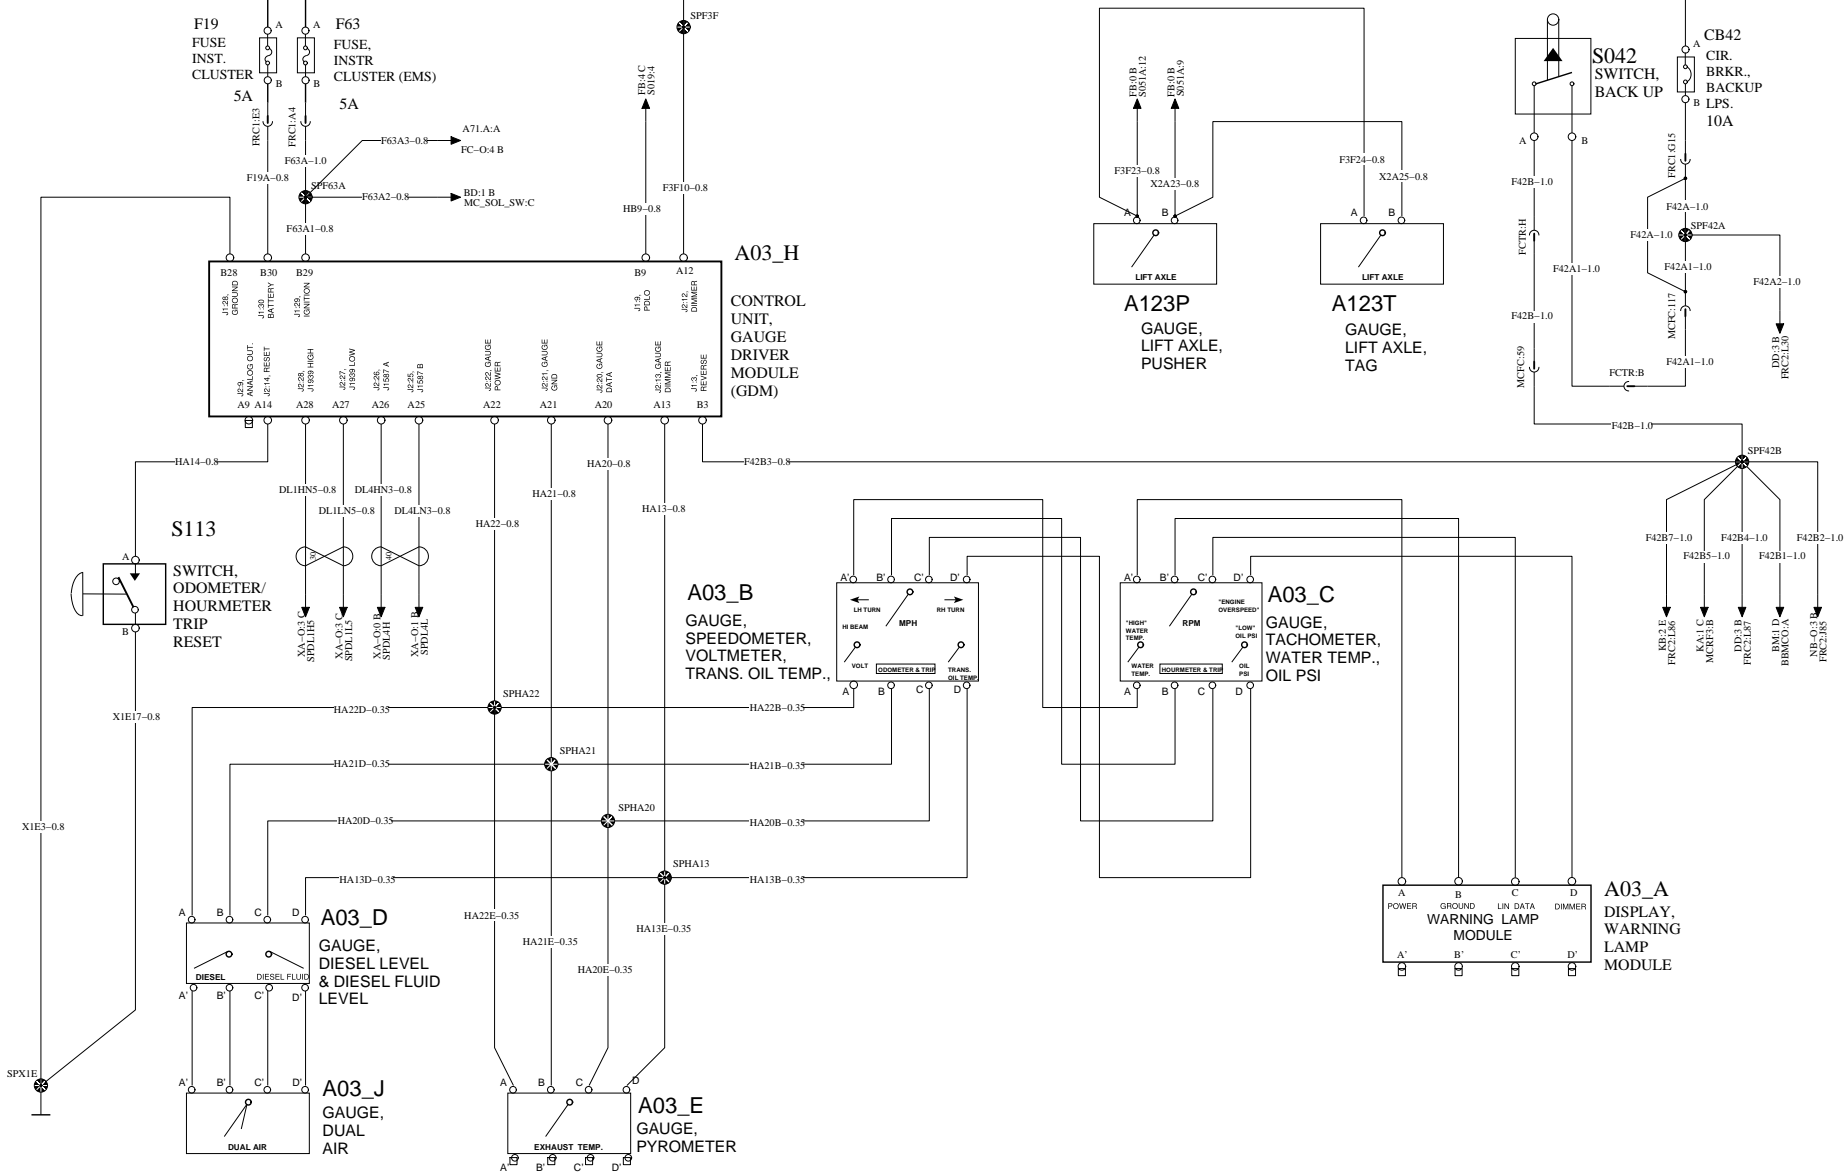 F19
FUSE
INST.
CLUSTER
5A
A
B
F63
FUSE,
INSTR
CLUSTER (EMS)
5A
A
B
FRC1:E3
FRC1:A4
F63A–1.0
F19A–0.8
SPF63A
F63A1–0.8
F63A3–0.8
A71.A:A
FC–O:4 B
F63A2–0.8
BD:1 B
MC_SOL_SW:C
FB:4 C
S019:4
HB9–0.8
SPF3F
F3F10–0.8
A03_H
CONTROL
UNIT,
GAUGE
DRIVER
MODULE
(GDM)
B28
B30
B29
B9
A12
J1:28,
GROUND
J1:30
BATTERY
J1:29,
IGNITION
J1:9,
PDLO
J2:12,
DIMMER
J2:9,
ANALOG OUT.
J2:14, RESET
J2:28,
J1939 HIGH
J2:27,
J1939 LOW
J2:26,
J1587 A
J2:25,
J1587 B
J2:22, GAUGE
POWER
J2:21, GAUGE
GND
J2:20, GAUGE
DATA
J2:13, GAUGE
DIMMER
J1:3,
REVERSE
A9
A14
A28
A27
A26
A25
A22
A21
A20
A13
B3
FB:0 B
S051A:12
FB:0 B
S051A:9
F3F23–0.8
X2A23–0.8
F3F24–0.8
X2A25–0.8
A
B
LIFT AXLE
A123P
GAUGE,
LIFT AXLE,
PUSHER
A
B
LIFT AXLE
A123T
GAUGE,
LIFT AXLE,
TAG
S042
SWITCH,
BACK UP
A
B
F42B–1.0
FCTR:H
F42B–1.0
MCFC:59
F42A1–1.0
FCTR:B
F42B–1.0
CB42
CIR.
BRKR.,
BACKUP
LPS.
10A
A
B
FRC1:G15
F42A–1.0
F42A–1.0
SPF42A
F42A1–1.0
F42A2–1.0
MCFC:117
F42A1–1.0
DD:3 B
FRC2:L30
SPF42B
F42B7–1.0
F42B5–1.0
F42B4–1.0
F42B1–1.0
F42B2–1.0
KB:2 E
FRC2:L86
KA:1 C
MCRF3:B
DD:3 B
FRC2:L87
BBM:1 D
BBMCO:A
NB–O:3 B
FRC2:J85
HA14–0.8
F42B3–0.8
HA20–0.8
DL1HN5–0.8
DL1LN5–0.8
DL4HN3–0.8
DL4LN3–0.8
HA21–0.8
HA22–0.8
HA13–0.8
30
40
XA–O:3 C
SPDL1H5
XA–O:3 C
SPDL1L5
XA–O:0 B
SPDL4H
XA–O:1 B
SPDL4L
S113
SWITCH,
ODOMETER/
HOURMETER
TRIP
RESET
A
B
A03_B
GAUGE,
SPEEDOMETER,
VOLTMETER,
TRANS. OIL TEMP.,
A'
B'
C'
D'
LH TURN
RH TURN
HI BEAM
MPH
VOLT
ODOMETER & TRIP
TRANS.
OIL TEMP.
A
B
C
D
A03_C
GAUGE,
TACHOMETER,
WATER TEMP.,
OIL PSI
A'
B'
C'
D'
"ENGINE
OVERSPEED"
"HIGH"
WATER
TEMP.
RPM
"LOW"
OIL PSI
WATER
TEMP.
HOURMETER & TRIP
OIL
PSI
A
B
C
D
X1E17–0.8
X1E3–0.8
SPX1E
SPHA22
HA22D–0.35
HA22B–0.35
SPHA21
HA21D–0.35
HA21B–0.35
SPHA20
HA20D–0.35
HA20B–0.35
SPHA13
HA13D–0.35
HA13B–0.35
A
B
C
D
DIESEL
DIESEL FLUID
A'
B'
C'
D'
A03_D
GAUGE,
DIESEL LEVEL
& DIESEL FLUID
LEVEL
HA22E–0.35
HA21E–0.35
HA20E–0.35
HA13E–0.35
A'
B'
C'
D'
DUAL AIR
A03_J
GAUGE,
DUAL
AIR
A
B
C
D
EXHAUST TEMP.
A'
B'
C'
D'
A03_E
GAUGE,
PYROMETER
A
B
C
D
POWER
GROUND
LIN DATA
DIMMER
WARNING LAMP
MODULE
A'
B'
C'
D'
A03_A
DISPLAY,
WARNING
LAMP
MODULE